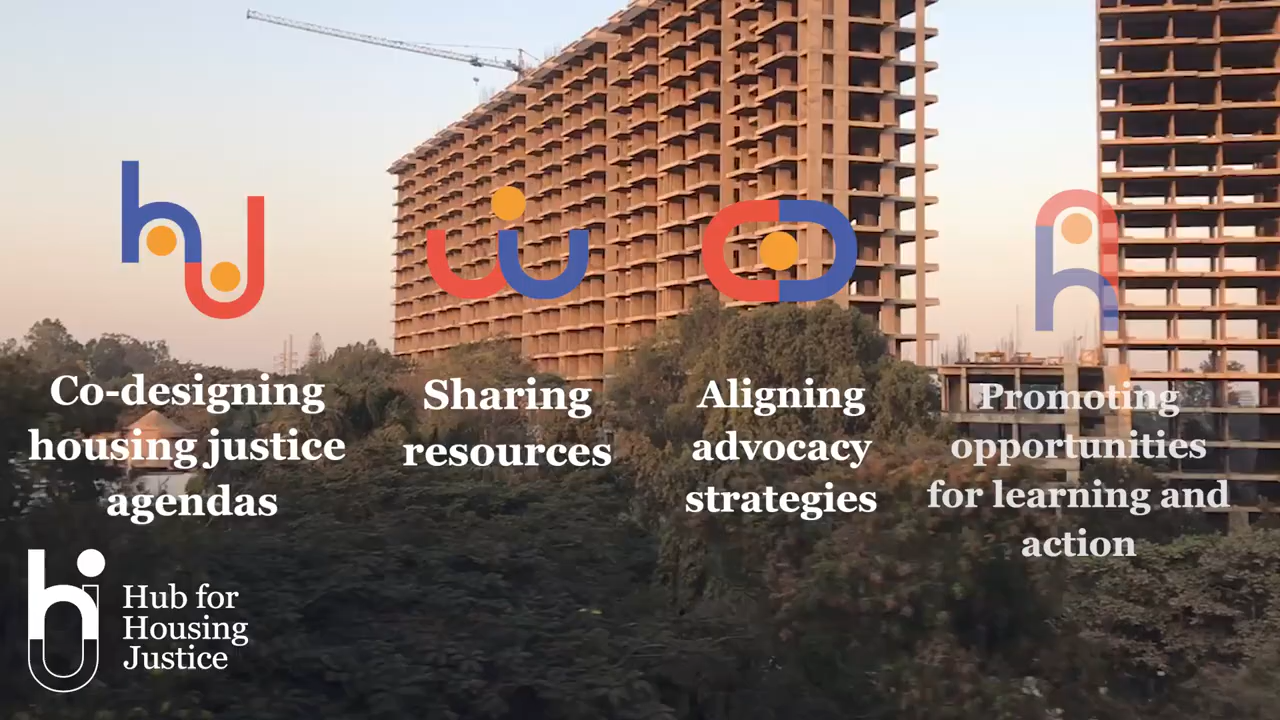 Co-designing
housing justice
agendas
Sharing
resources
Aligning
advocacy
strategies
Promoting
opportunities
for learning and
action
Hub for
Housing
Justice